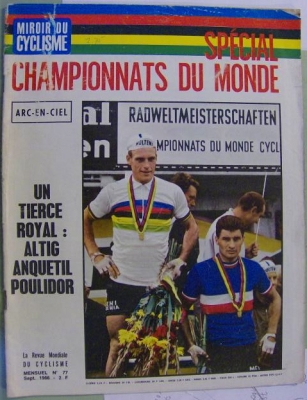 MIROIR DU
CYCLISME
SPÉCIAL
CHAMPIONNATS DU MONDE
ARC-EN-CIEL
RADWELTMEISTERSCHAFTEN
MPIONNATS DU MONDE CYCL
UN
TIERCE
ROYAL :
ALTIG
ANQUETIL
POULIDOR
La Revue Mondiale
DU CYCLISME
MENSUEL N° 77
Sept. 1966